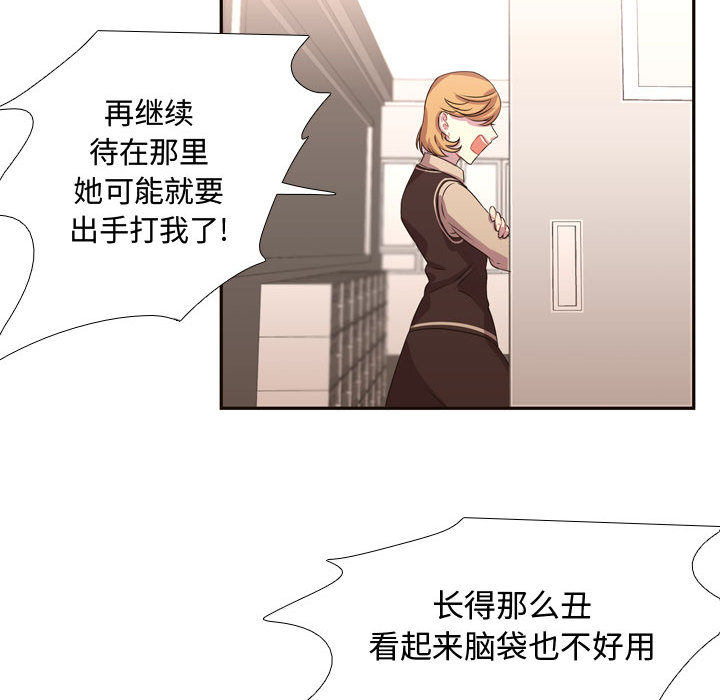 再继续
待在那里
她可能就要
出手打我了!
长得那么丑
看起来脑袋也不好用